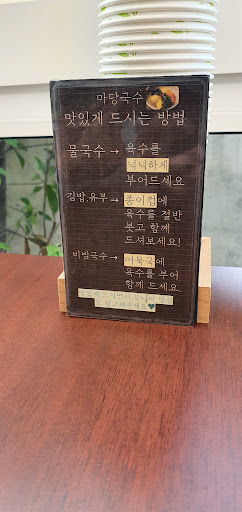 마당국수
맛있게 드시는 방법
물국수 → 육수를
넉넉하게
부어드세요
김밥,유부 → 종이컵에
육수를 절반
붓고 함께
드셔보세요!
비빔국수 → 어묵국에
육수를 부어
함께 드세요